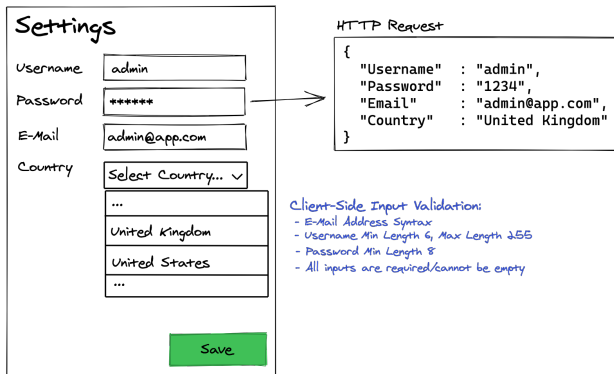 Settings
Username
admin
Password
******
E-Mail
admin@app.com
Country
Select Country...
...
United Kingdom
United States
...
Save
HTTP Request
{
"Username" : "admin",
"Password" : "1234",
"Email" : "admin@app.com",
"Country" : "United Kingdom"
}
Client-Side Input Validation:
- E-Mail Address Syntax
- Username Min Length 6, Max Length 255
- Password Min Length 8
- All inputs are required/cannot be empty